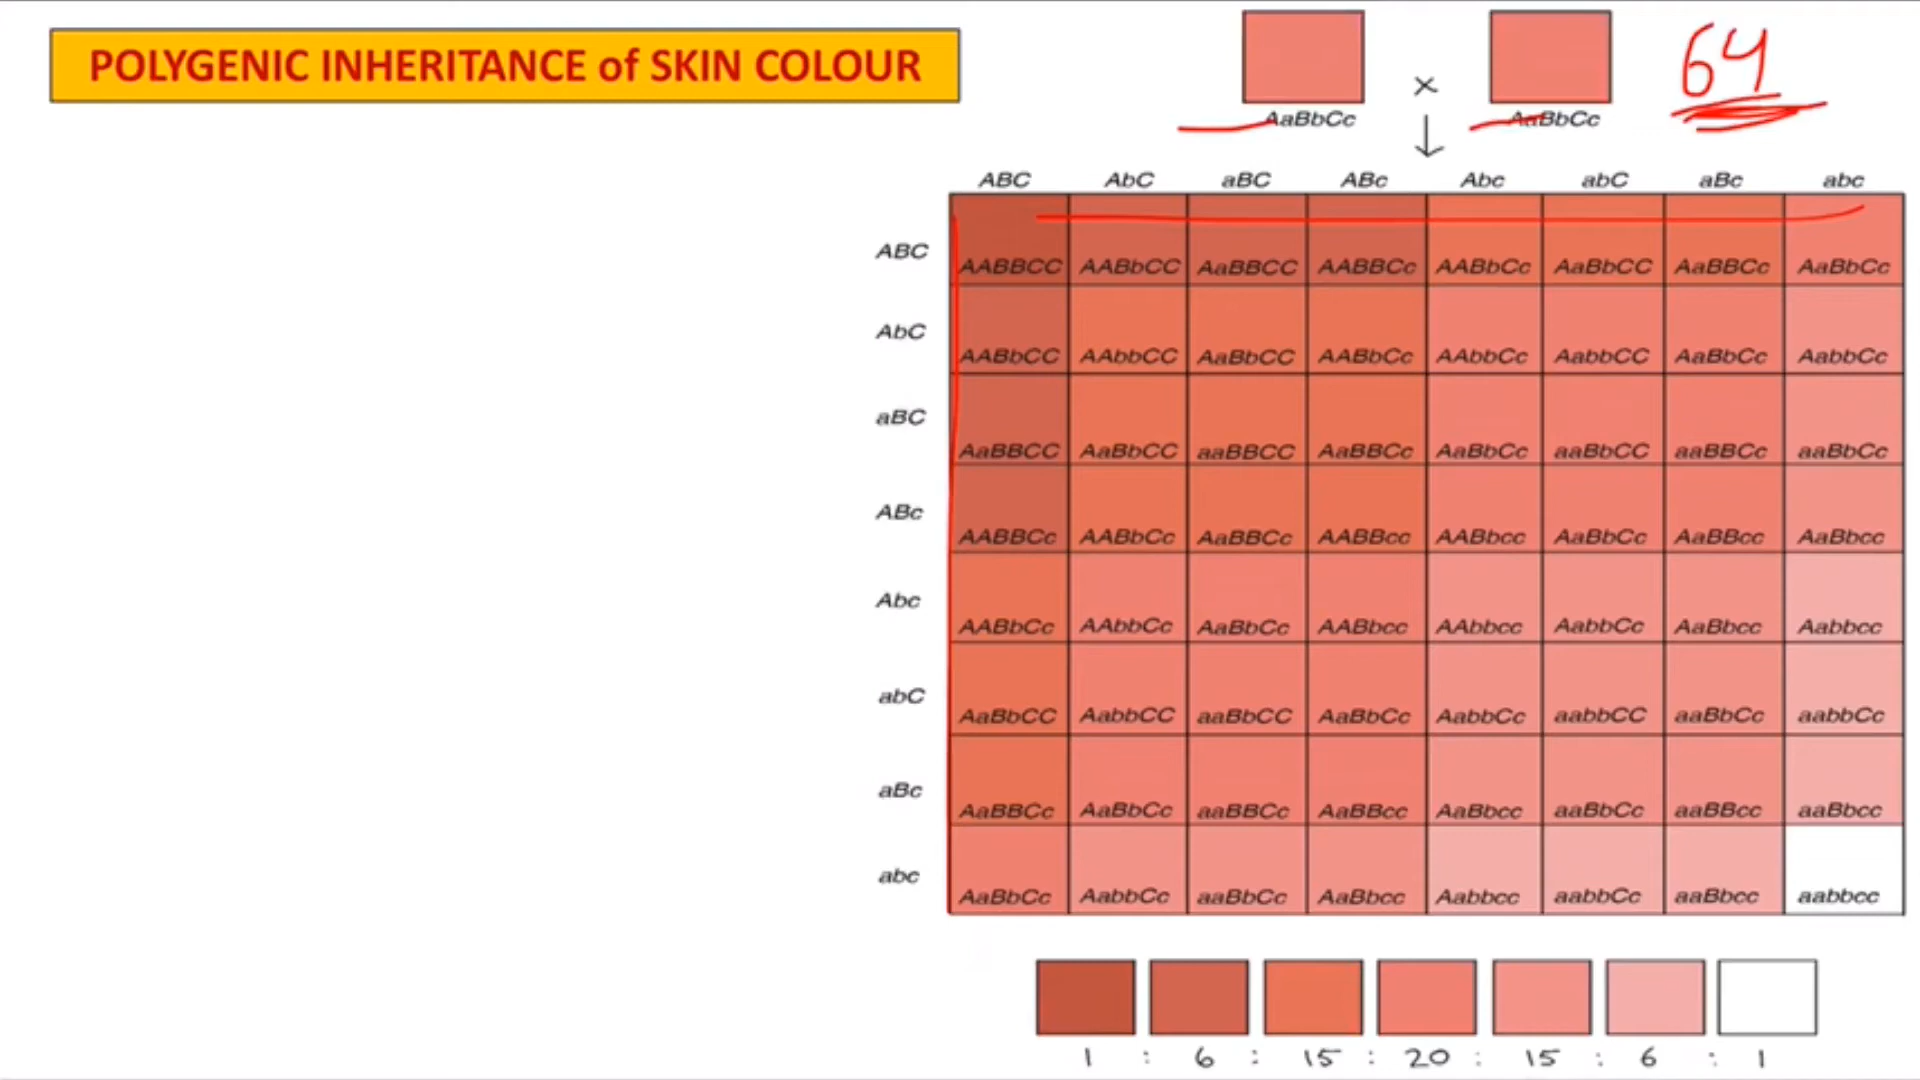 POLYGENIC INHERITANCE of SKIN COLOUR
64
×
AaBbCc AaBbCc
ABC AbC aBC ABc Abc abC aBc abc
ABC AABBCC AABbCC AaBBCC AABBCc AABbCc AaBbCC AaBBCc AaBbCc
AbC AABbCC AAbbCC AaBbCC AABbCc AAbbCc AabbCC AaBbCc AabbCc
aBC AaBBCC AaBbCC aaBBCC AaBBCc AaBbCc aaBbCC aaBBCc aaBbCc
ABc AABBCc AABbCc AaBBCc AABBcc AABbcc AaBbCc AaBBcc AaBbcc
Abc AABbCc AAbbCc AaBbCc AABbcc AAbbcc AabbCc AaBbcc Aabbcc
abC AaBbCC AabbCC aaBbCC AaBbCc AabbCc aabbCC aaBbCc aabbCc
aBc AaBBCc AaBbCc aaBBCc AaBBcc AaBbcc aaBbCc aaBBcc aaBbcc
abc AaBbCc AabbCc aaBbCc AaBbcc Aabbcc aabbCc aaBbcc aabbcc
1 : 6 : 15 : 20 : 15 : 6 : 1